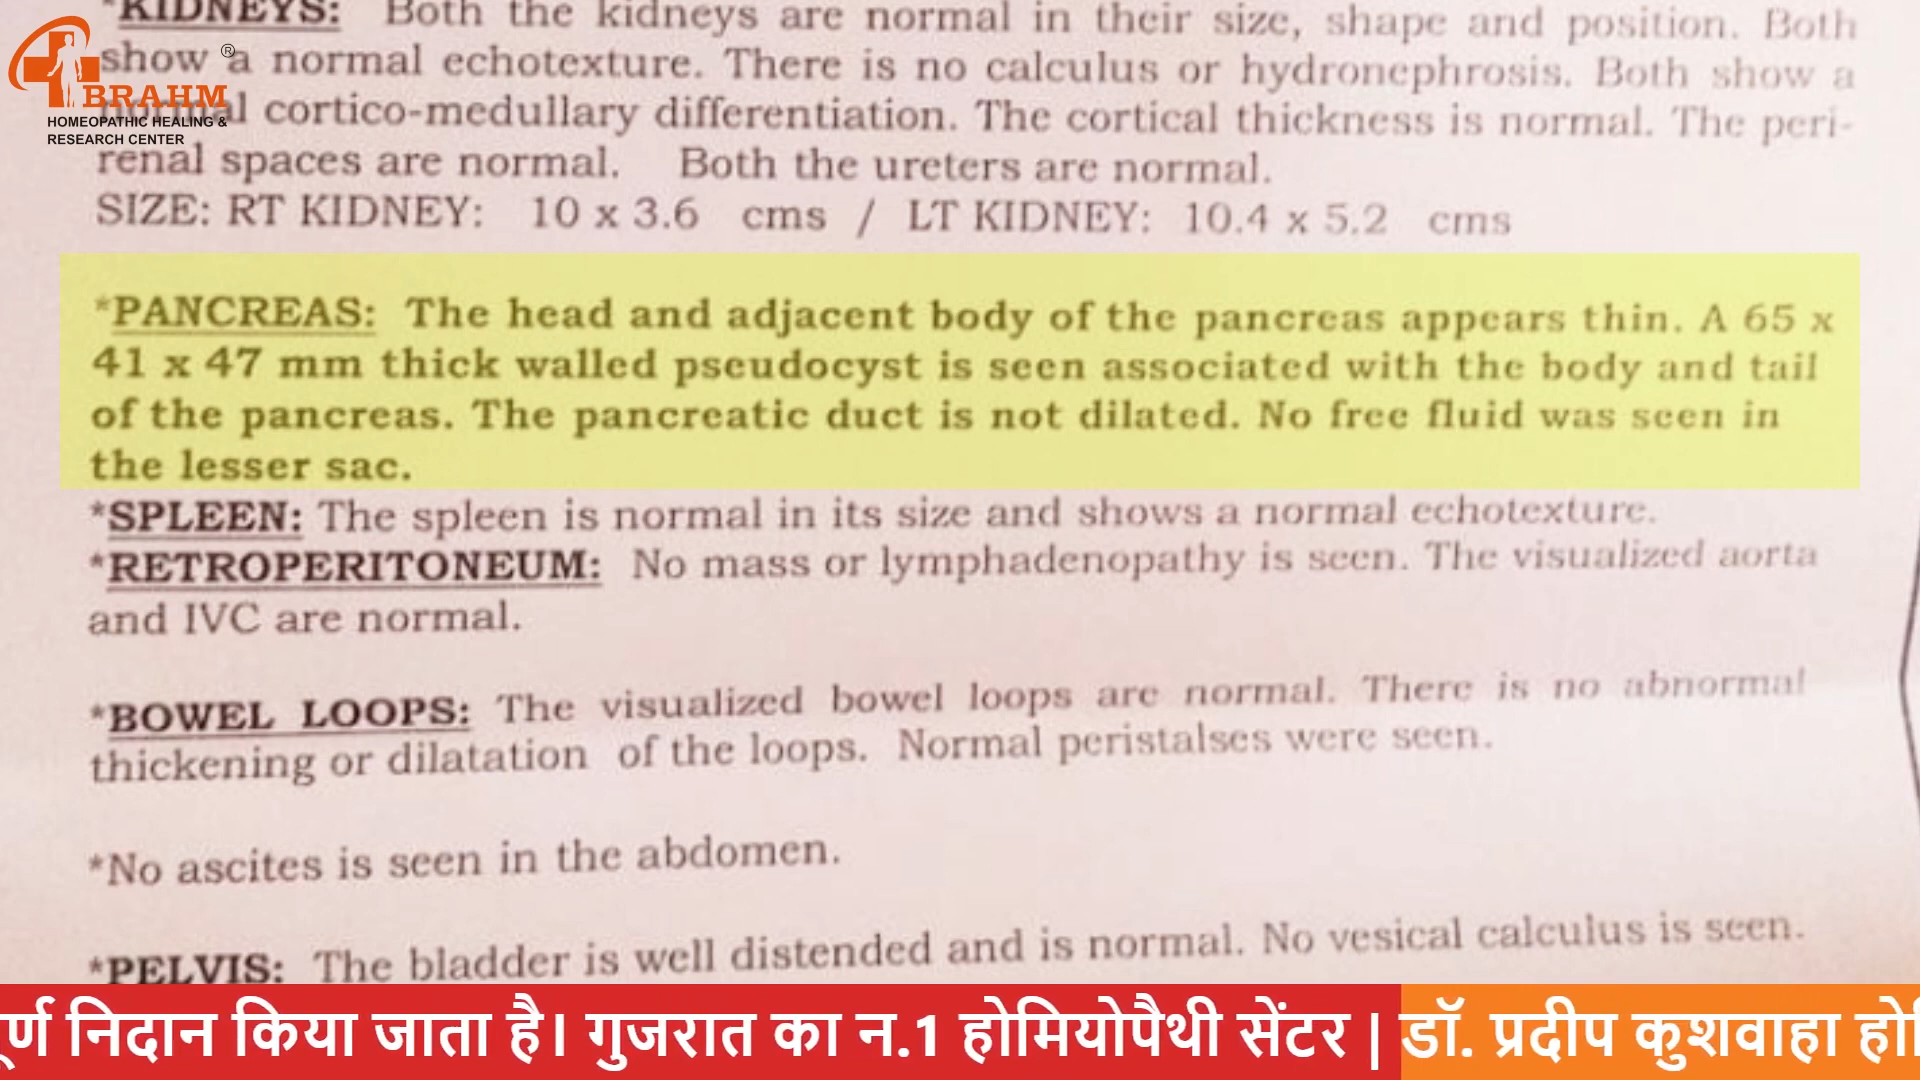 *KIDNEYS: Both the kidneys are normal in their size, shape and position. Both
show a normal echotexture. There is no calculus or hydronephrosis. Both show a
normal cortico-medullary differentiation. The cortical thickness is normal. The peri-
renal spaces are normal. Both the ureters are normal.
SIZE: RT KIDNEY: 10 x 3.6 cms / LT KIDNEY: 10.4 x 5.2 cms
®
BRAHM
HOMEOPATHIC HEALING &
RESEARCH CENTER
*PANCREAS: The head and adjacent body of the pancreas appears thin. A 65 x
41 x 47 mm thick walled pseudocyst is seen associated with the body and tail
of the pancreas. The pancreatic duct is not dilated. No free fluid was seen in
the lesser sac.
*SPLEEN: The spleen is normal in its size and shows a normal echotexture.
*RETROPERITONEUM: No mass or lymphadenopathy is seen. The visualized aorta
and IVC are normal.
*BOWEL LOOPS: The visualized bowel loops are normal. There is no abnormal
thickening or dilatation of the loops. Normal peristalses were seen.
*No ascites is seen in the abdomen.
*PELVIS: The bladder is well distended and is normal. No vesical calculus is seen.
निदान किया जाता है। गुजरात का न.1 होमियोपैथी सेंटर | डॉ. प्रदीप कुशवाहा